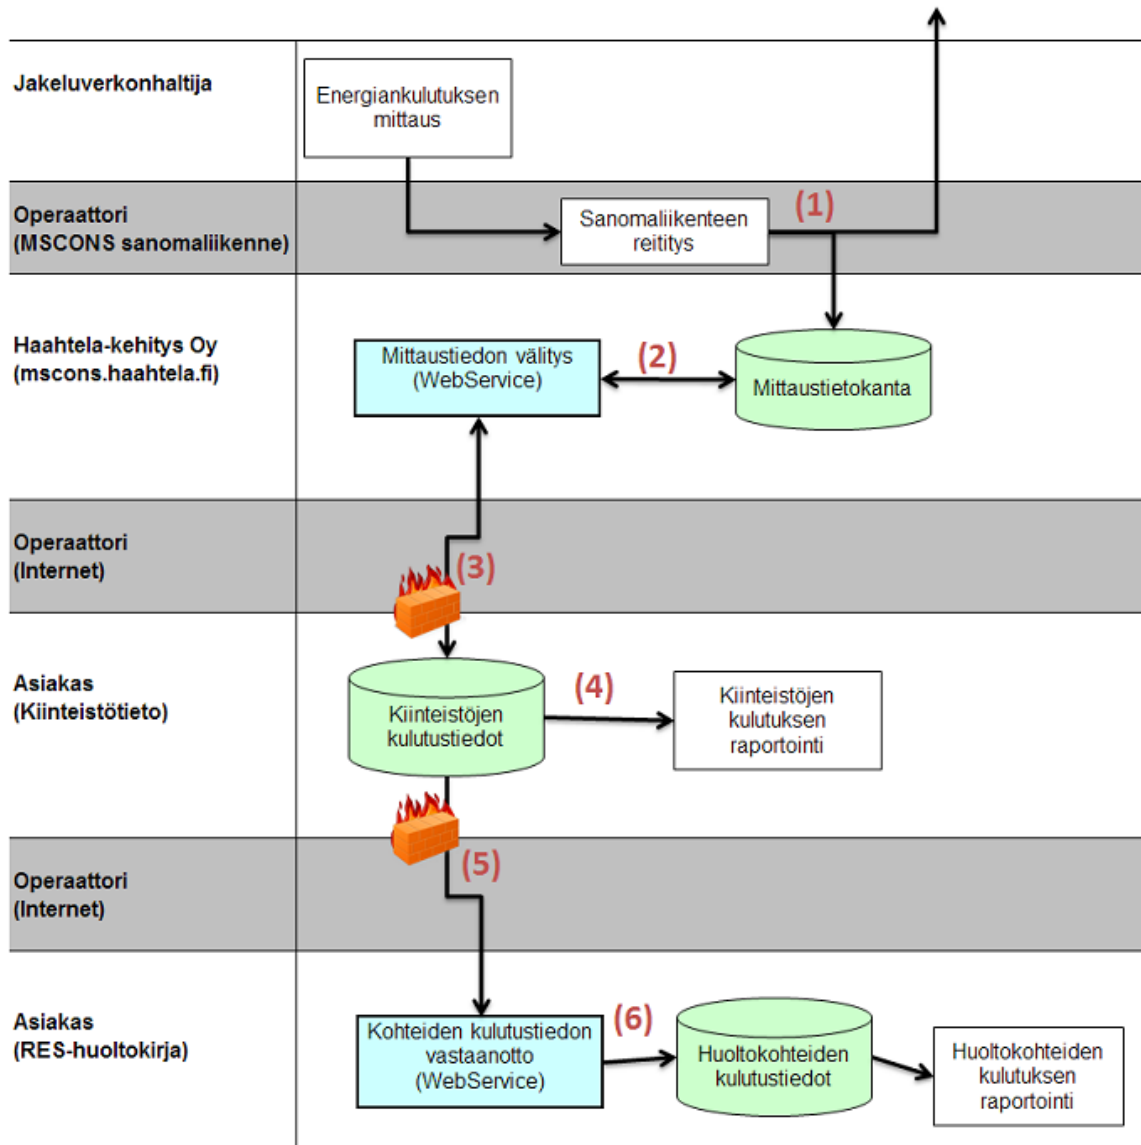 Jakeluverkonhaltija
Energiankulutuksen
mittaus
Operaattori
(MSCONS sanomaliikenne)
Sanomaliikenteen
reititys
(1)
Haahtela-kehitys Oy
(mscons.haahtela.fi)
Mittaustiedon välitys
(WebService)
(2)
Mittaustietokanta
Operaattori
(Internet)
(3)
Asiakas
(Kiinteistötieto)
Kiinteistöjen
kulutustiedot
(4)
Kiinteistöjen
kulutuksen
raportointi
Operaattori
(Internet)
(5)
Asiakas
(RES-huoltokirja)
Kohteiden kulutustiedon
vastaanotto
(WebService)
(6)
Huoltokohteiden
kulutustiedot
Huoltokohteiden
kulutuksen
raportointi